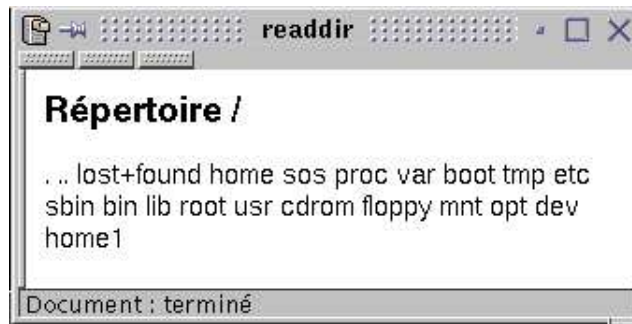 readdir
Répertoire /
. .. lost+found home sos proc var boot tmp etc
sbin bin lib root usr cdrom floppy mnt opt dev
home1
Document : terminé